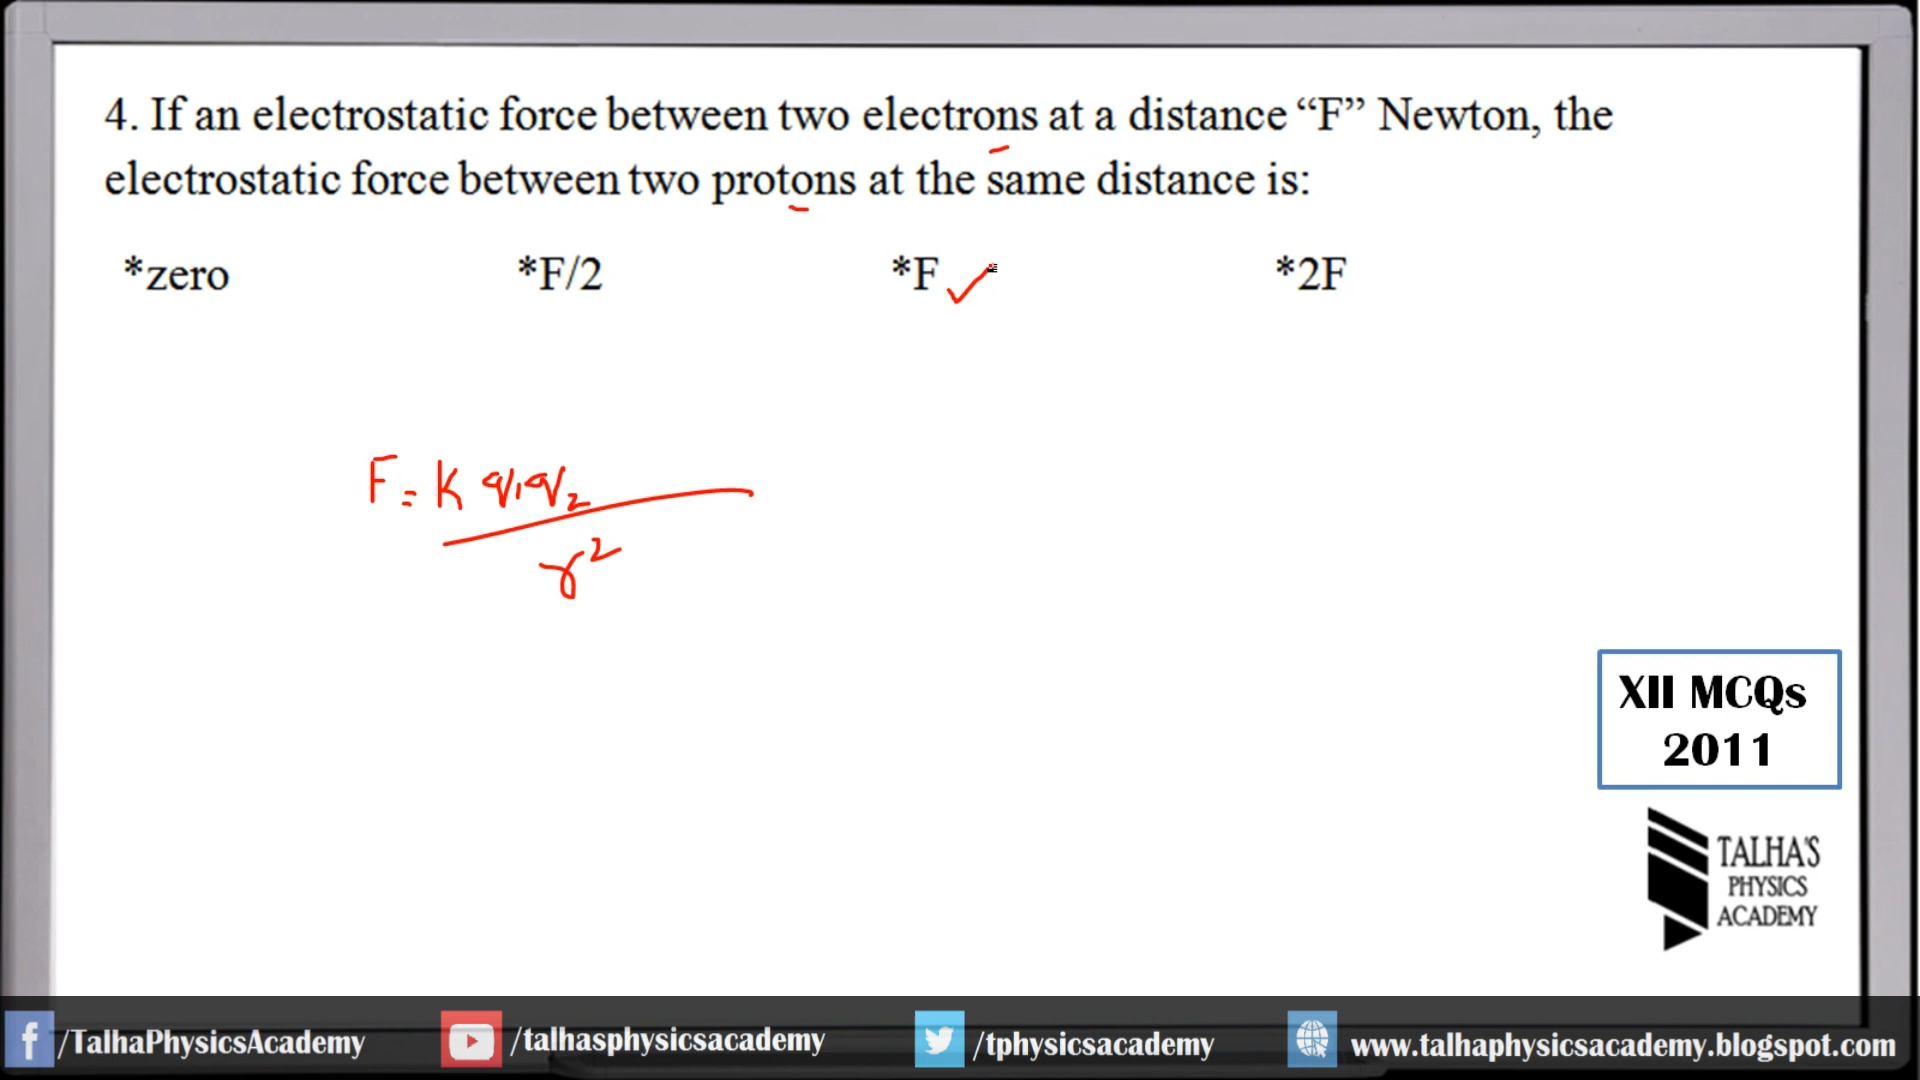 4. If an electrostatic force between two electrons at a distance “F” Newton, the
electrostatic force between two protons at the same distance is:
*zero *F/2 *F *2F
F = K q₁q₂
r²
XII MCQs
2011
TALHA'S
PHYSICS
ACADEMY
/TalhaPhysicsAcademy /talhasphysicsacademy /tphysicsacademy www.talhaphysicsacademy.blogspot.com